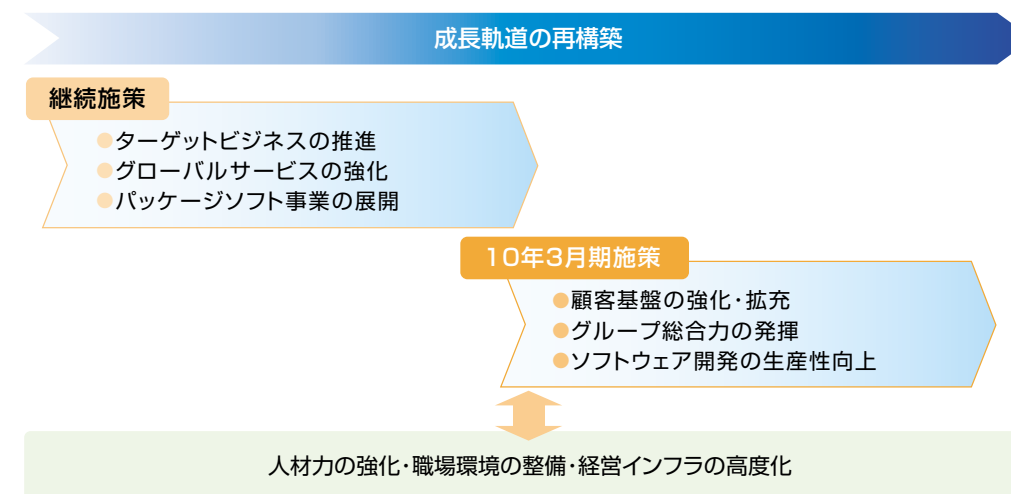 成長軌道の再構築
継続施策
●ターゲットビジネスの推進
●グローバルサービスの強化
●パッケージソフト事業の展開
10年3月期施策
●顧客基盤の強化・拡充
●グループ総合力の発揮
●ソフトウェア開発の生産性向上
人材力の強化・職場環境の整備・経営インフラの高度化